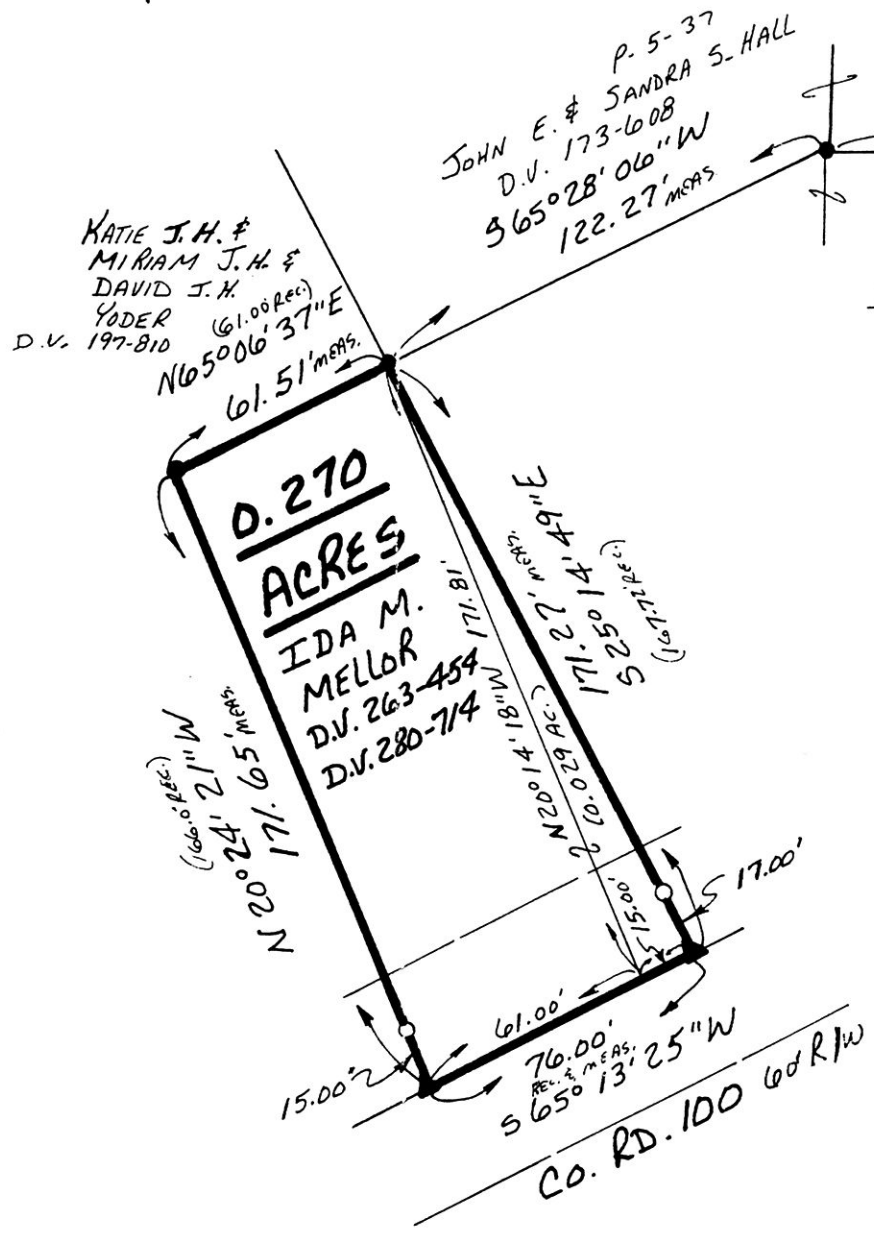 P. 5-37
JOHN E. & SANDRA S. HALL
D.V. 173-608
S65°28'06"W
122.27' MEAS.
KATIE J.H. &
MIRIAM J.H. &
DAVID J.H.
YODER
D.V. 197-810
(61.00 REC.)
N65°06'37"E
61.51' MEAS.
0.270
ACRES
IDA M.
MELLOR
D.V. 263-454
D.V. 280-714
N20°14'18"W 171.81'
(0.029 AC.)
171.27' MEAS.
S25°14'49"E
(167.72 REC.)
(166.0 REC.)
N20°24'21"W
171.65' MEAS.
15.00'
17.00'
61.00'
15.00'
76.00'
REC. & MEAS.
S65°13'25"W
CO. RD. 100 60' R/W